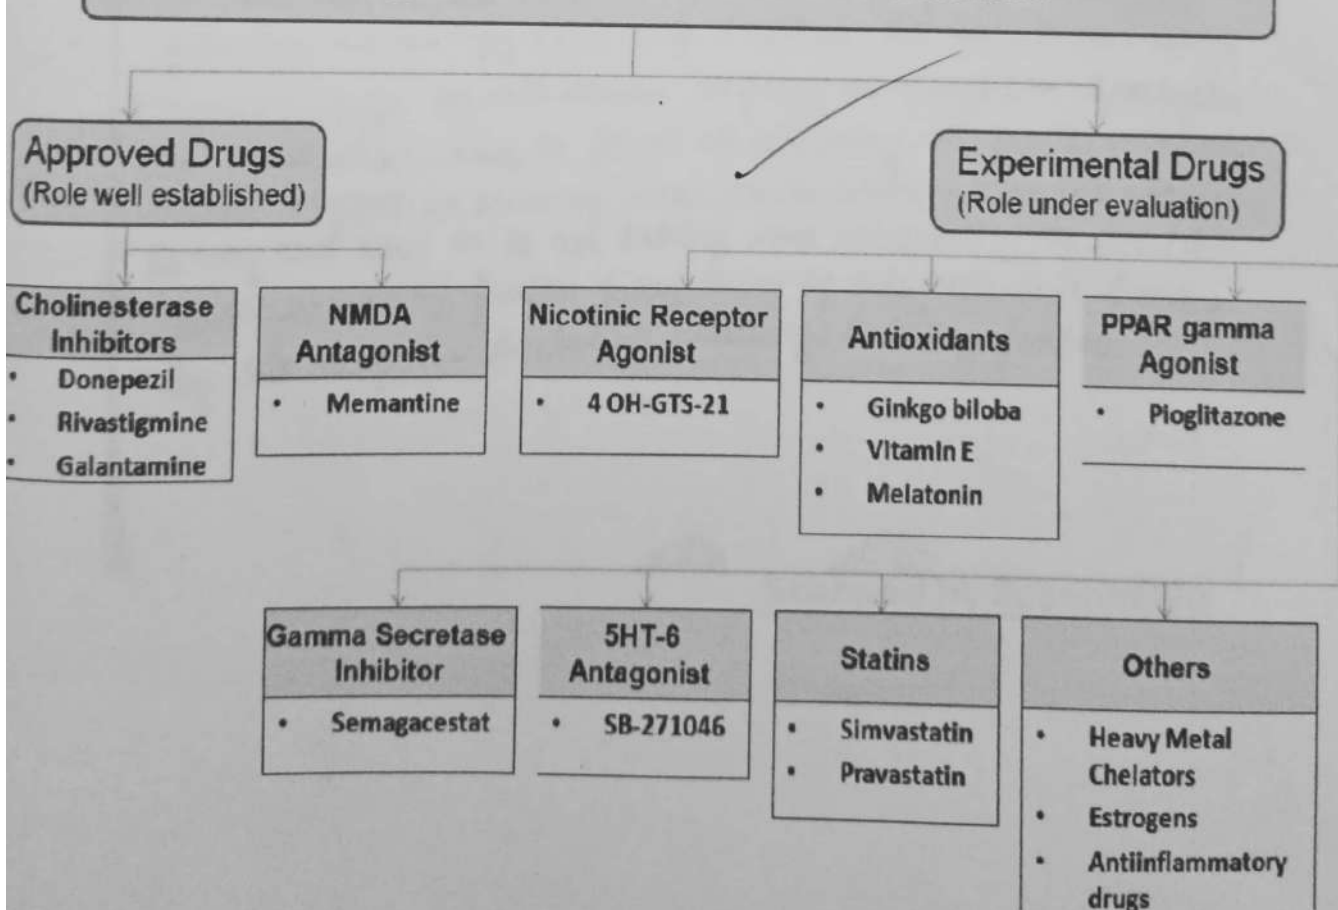 Approved Drugs
(Role well established)
Experimental Drugs
(Role under evaluation)
Cholinesterase
Inhibitors
• Donepezil
• Rivastigmine
• Galantamine
NMDA
Antagonist
• Memantine
Nicotinic Receptor
Agonist
• 4 OH-GTS-21
Antioxidants
• Ginkgo biloba
• Vitamin E
• Melatonin
PPAR gamma
Agonist
• Pioglitazone
Gamma Secretase
Inhibitor
• Semagacestat
5HT-6
Antagonist
• SB-271046
Statins
• Simvastatin
• Pravastatin
Others
• Heavy Metal
Chelators
• Estrogens
• Antiinflammatory
drugs